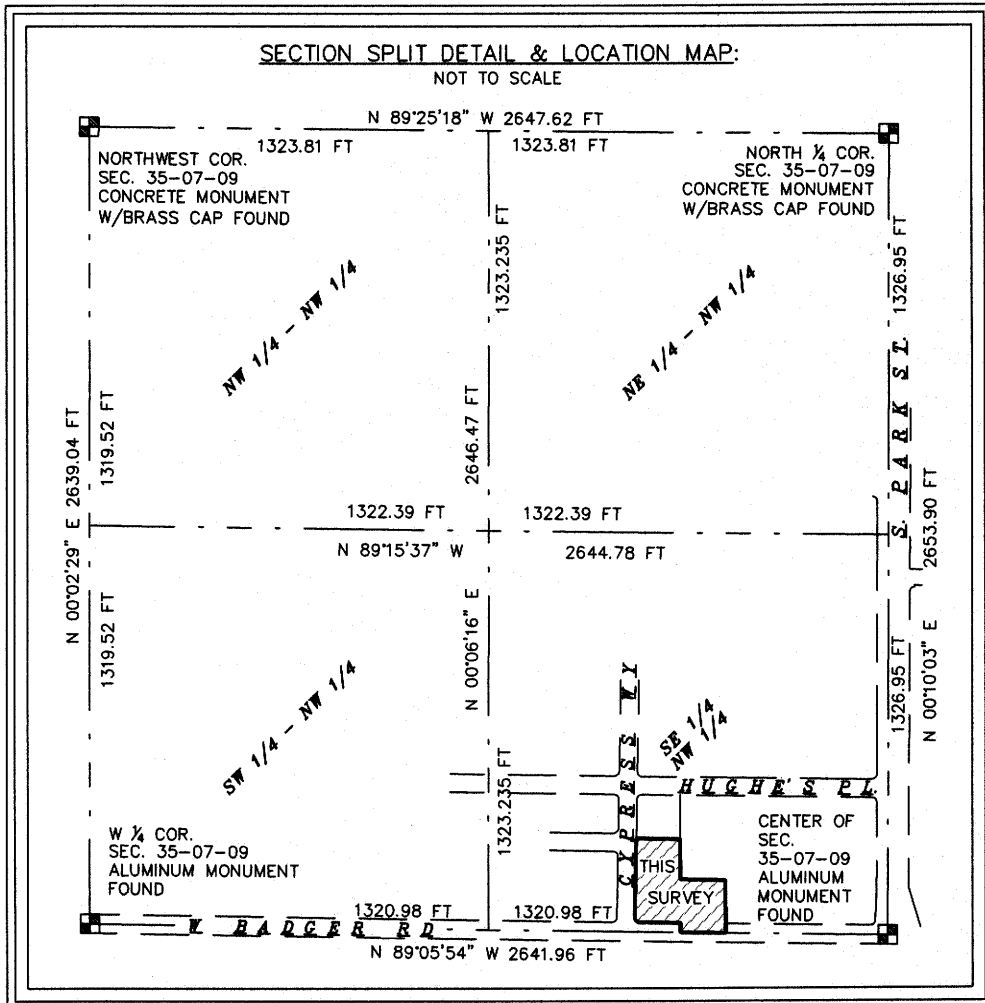 SECTION SPLIT DETAIL & LOCATION MAP:
NOT TO SCALE
N 89°25'18" W 2647.62 FT
1323.81 FT
1323.81 FT
NORTHWEST COR.
SEC. 35-07-09
CONCRETE MONUMENT
W/BRASS CAP FOUND
NORTH ¼ COR.
SEC. 35-07-09
CONCRETE MONUMENT
W/BRASS CAP FOUND
1323.235 FT
1326.95 FT
NW 1/4 - NW 1/4
NE 1/4 - NW 1/4
N 00°02'29" E 2639.04 FT
1319.52 FT
2646.47 FT
S PARK ST.
2653.90 FT
1322.39 FT
1322.39 FT
N 89°15'37" W
2644.78 FT
1319.52 FT
N 00°06'16" E
1326.95 FT
N 00°10'03" E
SW 1/4 - NW 1/4
SE 1/4
NW 1/4
CYPRESS WY
HUGHE'S PL.
1323.235 FT
W ¼ COR.
SEC. 35-07-09
ALUMINUM MONUMENT
FOUND
THIS
SURVEY
CENTER OF
SEC.
35-07-09
ALUMINUM
MONUMENT
FOUND
1320.98 FT
1320.98 FT
W BADGER RD
N 89°05'54" W 2641.96 FT